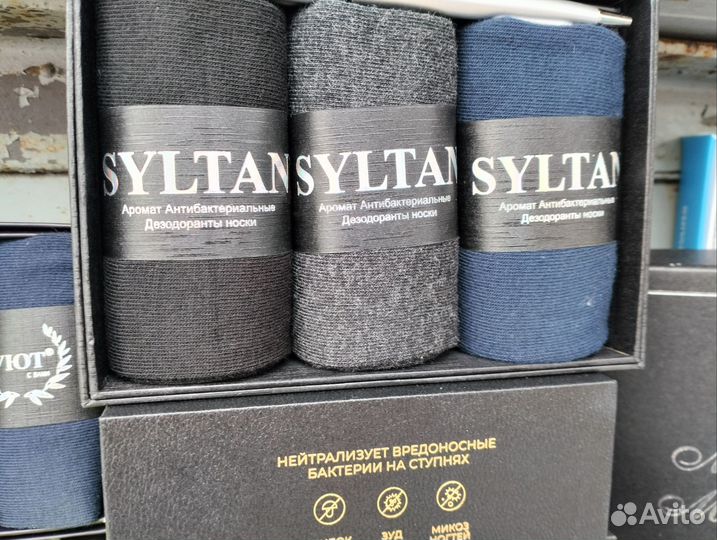 SYLTAN
Аромат Антибактериальные
Дезодоранты носки
SYLTAN
Аромат Антибактериальные
Дезодоранты носки
SYLTAN
Аромат Антибактериальные
Дезодоранты носки
НЕЙТРАЛИЗУЕТ ВРЕДОНОСНЫЕ
БАКТЕРИИ НА СТУПНЯХ
ЗУД
МИКОЗ
НОГТЕЙ
Avito